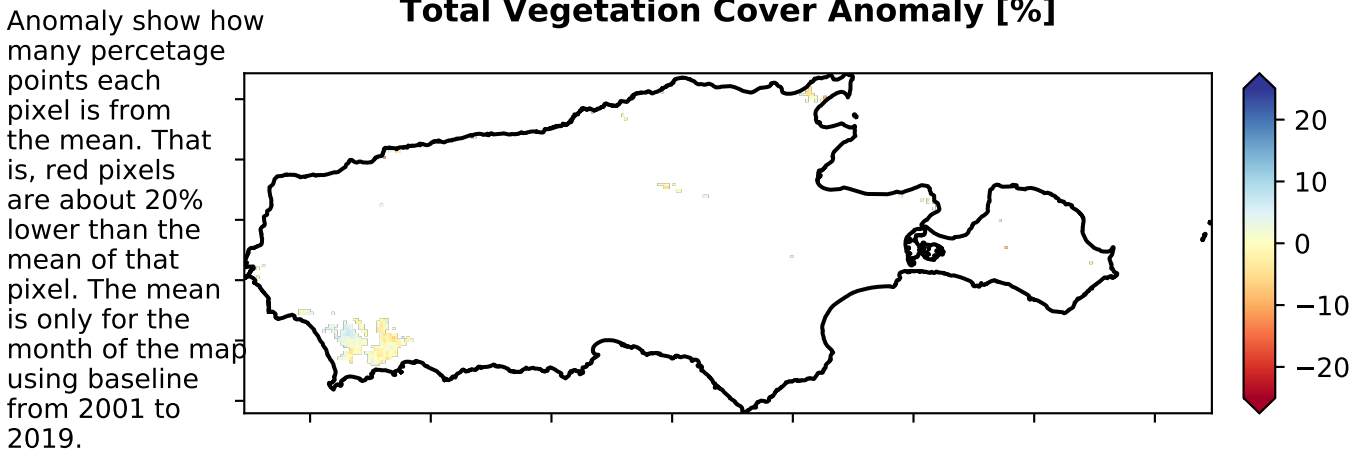 Total Vegetation Cover Anomaly [%]
Anomaly show how
many percetage
points each
pixel is from
the mean. That
is, red pixels
are about 20%
lower than the
mean of that
pixel. The mean
is only for the
month of the map
using baseline
from 2001 to
2019.
20
10
0
−10
−20